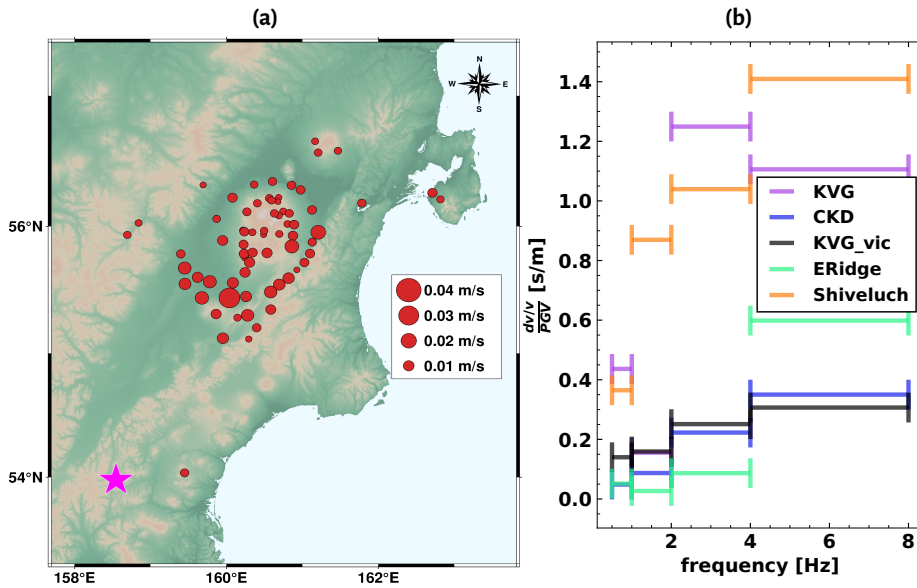 (a)
(b)
N
W E
S
56°N
54°N
158°E 160°E 162°E
0.04 m/s
0.03 m/s
0.02 m/s
0.01 m/s
1.4
1.2
1.0
0.8
0.6
0.4
0.2
0.0
dv/v
PGV [s/m]
KVG
CKD
KVG_vic
ERidge
Shiveluch
2 4 6 8
frequency [Hz]